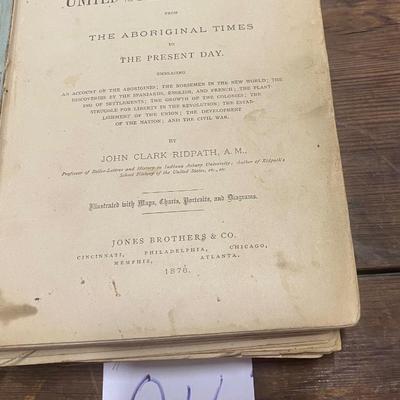 UNITED
FROM
THE ABORIGINAL TIMES
TO
THE PRESENT DAY.
EMBRACING
AN ACCOUNT OF THE ABORIGINES; THE NORSEMEN IN THE NEW WORLD; THE
DISCOVERIES BY THE SPANIARDS, ENGLISH, AND FRENCH; THE PLANT-
ING OF SETTLEMENTS; THE GROWTH OF THE COLONIES; THE
STRUGGLE FOR LIBERTY IN THE REVOLUTION; THE ESTAB-
LISHMENT OF THE UNION; THE DEVELOPMENT
OF THE NATION; AND THE CIVIL WAR.
BY
JOHN CLARK RIDPATH, A.M.,
Professor of Belles-Lettres and History in Indiana Asbury University; Author of Ridpath's
School History of the United States, etc., etc.
Illustrated with Maps, Charts, Portraits, and Diagrams.
JONES BROTHERS & CO.
CINCINNATI, PHILADELPHIA, CHICAGO,
MEMPHIS, ATLANTA.
1876.